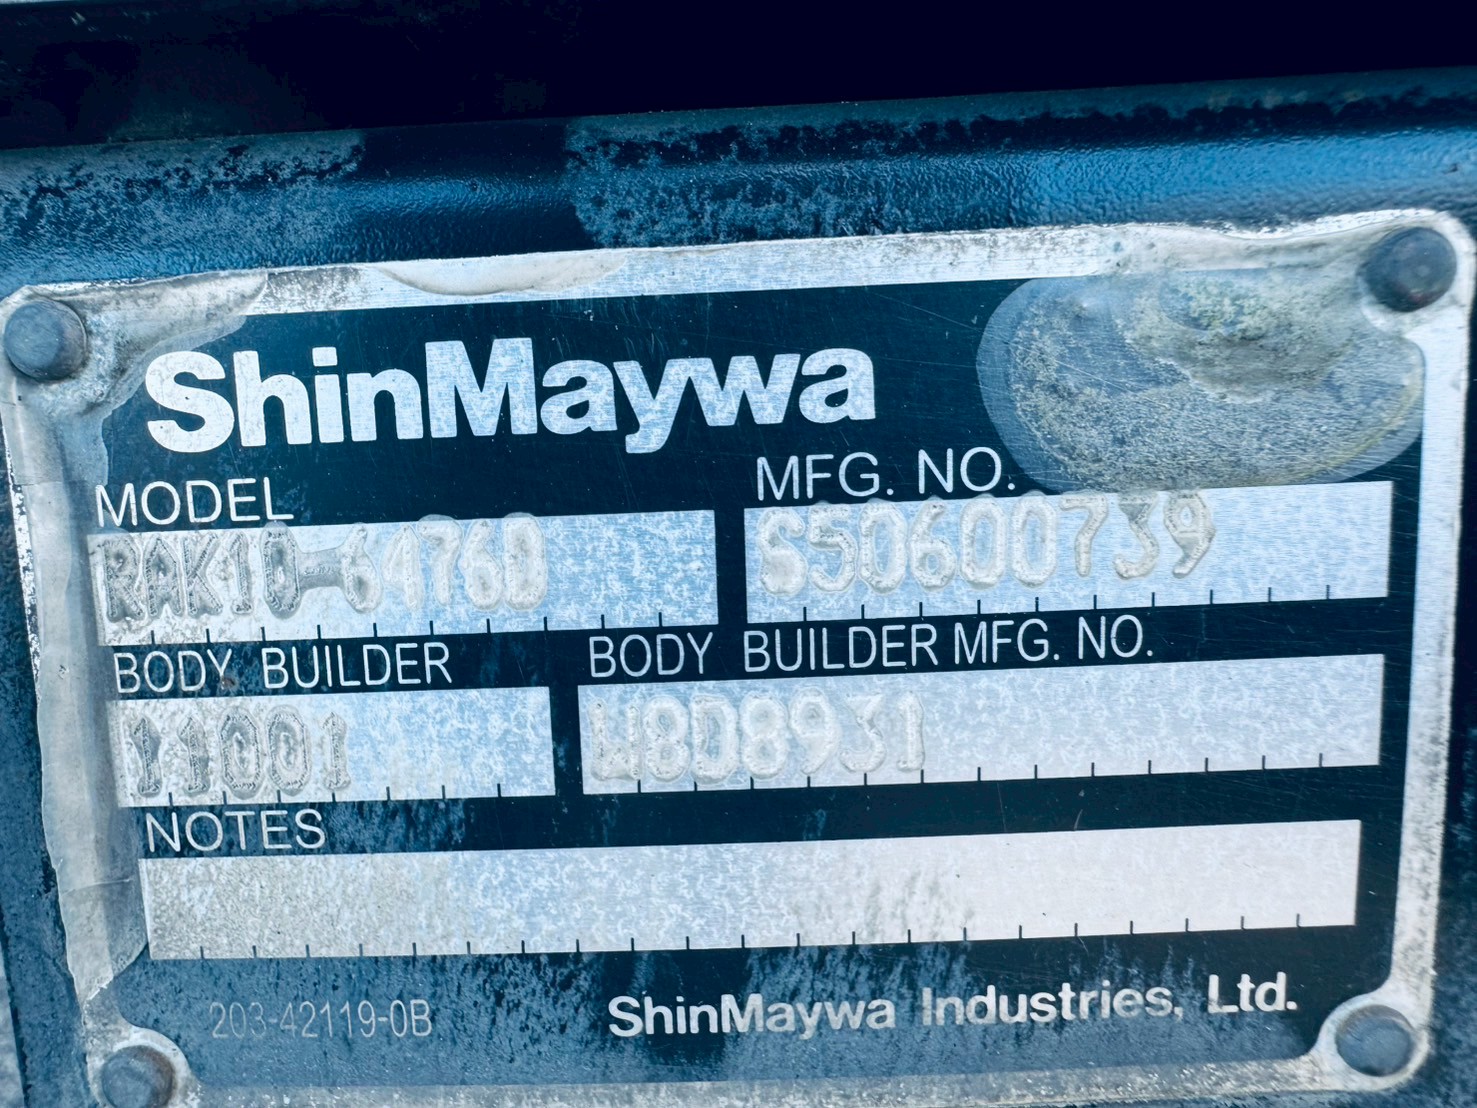 ShinMaywa
MODEL MFG. NO.
RAK10-64760 S50600739
BODY BUILDER BODY BUILDER MFG. NO.
11001 W8D8931
NOTES
203-42119-0B ShinMaywa Industries, Ltd.